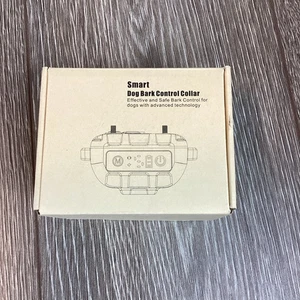 Smart
Dog Bark Control Collar
Effective and Safe Bark Control for
dogs with advanced technology
M